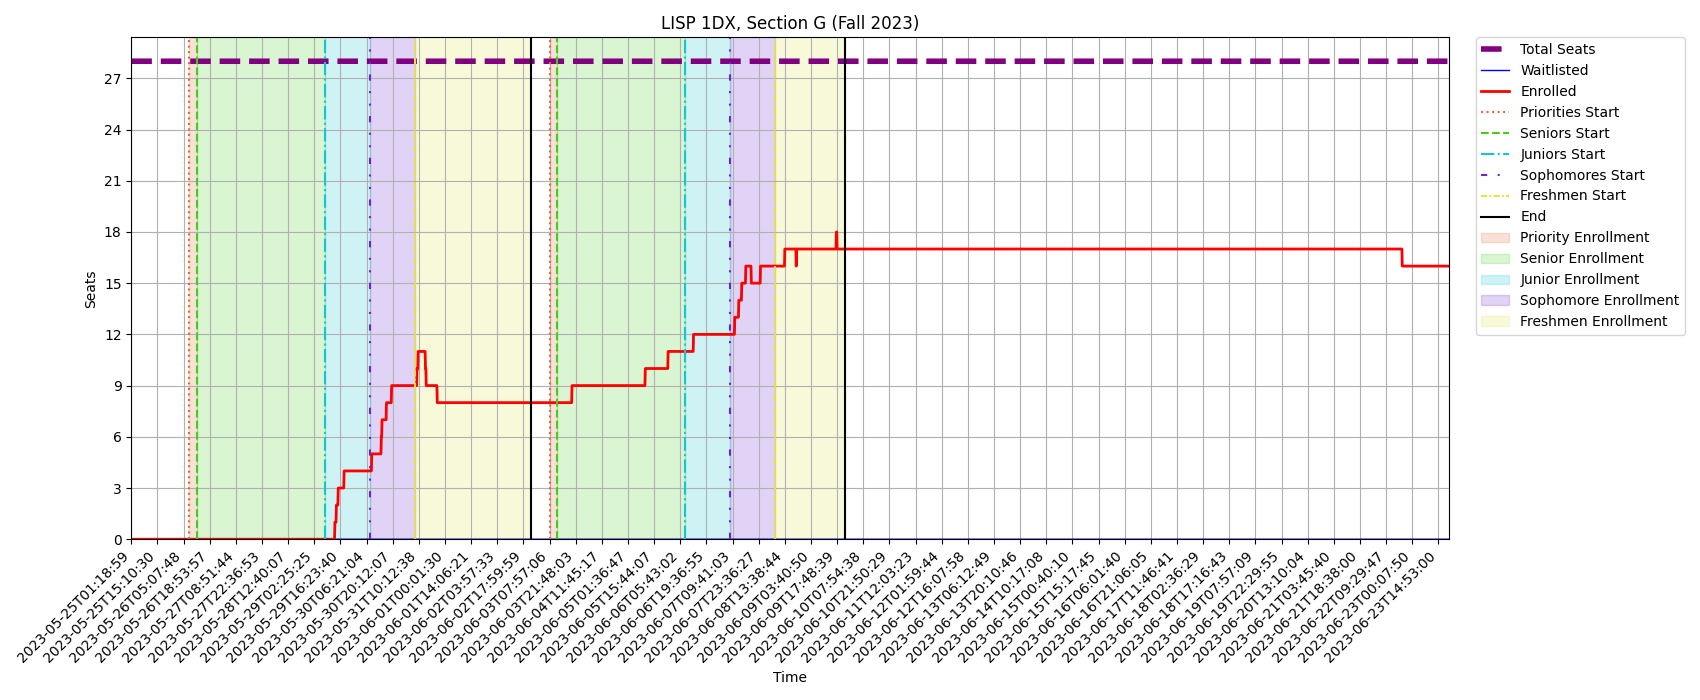 LISP 1DX, Section G (Fall 2023)
Seats
27
24
21
18
15
12
9
6
3
0
2023-05-25T01:18:59
2023-05-25T15:10:30
2023-05-26T05:07:48
2023-05-26T18:53:57
2023-05-27T08:51:44
2023-05-27T22:36:53
2023-05-28T12:40:07
2023-05-29T02:25:25
2023-05-29T16:23:40
2023-05-30T06:21:04
2023-05-30T20:12:07
2023-05-31T10:12:38
2023-06-01T00:01:30
2023-06-01T14:06:21
2023-06-02T03:57:33
2023-06-02T17:59:59
2023-06-03T07:57:06
2023-06-03T21:48:03
2023-06-04T11:45:17
2023-06-05T01:36:47
2023-06-05T15:44:07
2023-06-06T05:43:02
2023-06-06T19:36:55
2023-06-07T09:41:03
2023-06-07T23:36:27
2023-06-08T13:38:44
2023-06-09T03:40:50
2023-06-09T17:48:39
2023-06-10T07:54:38
2023-06-10T21:50:29
2023-06-11T12:03:23
2023-06-12T01:59:44
2023-06-12T16:07:58
2023-06-13T06:12:49
2023-06-13T20:10:46
2023-06-14T10:17:08
2023-06-15T00:40:10
2023-06-15T15:17:45
2023-06-16T06:01:40
2023-06-16T21:06:05
2023-06-17T11:46:41
2023-06-18T02:36:29
2023-06-18T17:16:43
2023-06-19T07:57:09
2023-06-19T22:29:55
2023-06-20T13:10:04
2023-06-21T03:45:40
2023-06-21T18:38:00
2023-06-22T09:29:47
2023-06-23T00:07:50
2023-06-23T14:53:00
Time
Total Seats
Waitlisted
Enrolled
Priorities Start
Seniors Start
Juniors Start
Sophomores Start
Freshmen Start
End
Priority Enrollment
Senior Enrollment
Junior Enrollment
Sophomore Enrollment
Freshmen Enrollment